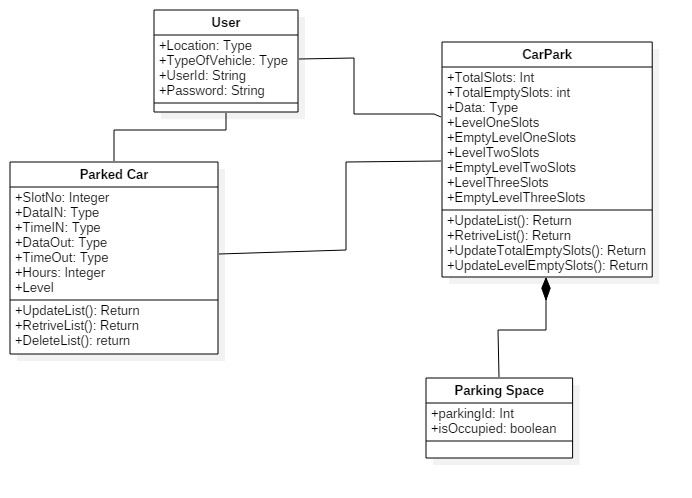 User
+Location: Type
+TypeOfVehicle: Type
+UserId: String
+Password: String
CarPark
+TotalSlots: Int
+TotalEmptySlots: int
+Data: Type
+LevelOneSlots
+EmptyLevelOneSlots
+LevelTwoSlots
+EmptyLevelTwoSlots
+LevelThreeSlots
+EmptyLevelThreeSlots
+UpdateList(): Return
+RetriveList(): Return
+UpdateTotalEmptySlots(): Return
+UpdateLevelEmptySlots(): Return
Parked Car
+SlotNo: Integer
+DataIN: Type
+TimeIN: Type
+DataOut: Type
+TimeOut: Type
+Hours: Integer
+Level
+UpdateList(): Return
+RetriveList(): Return
+DeleteList(): return
Parking Space
+parkingId: Int
+isOccupied: boolean